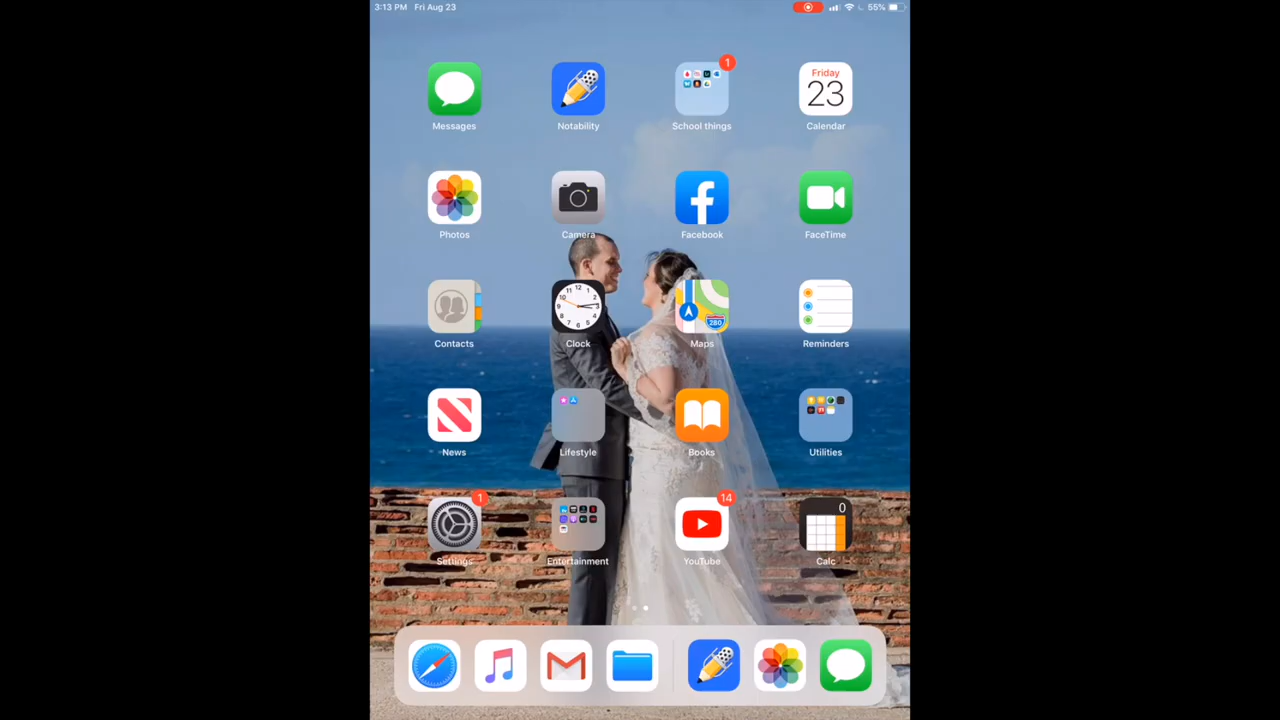 3:13 PM Fri Aug 23 55%
1
Friday
23
Messages Notability School things Calendar
Photos Camera Facebook FaceTime
280
Contacts Clock Maps Reminders
News Lifestyle Books Utilities
1 14 0
Settings Entertainment YouTube Calc